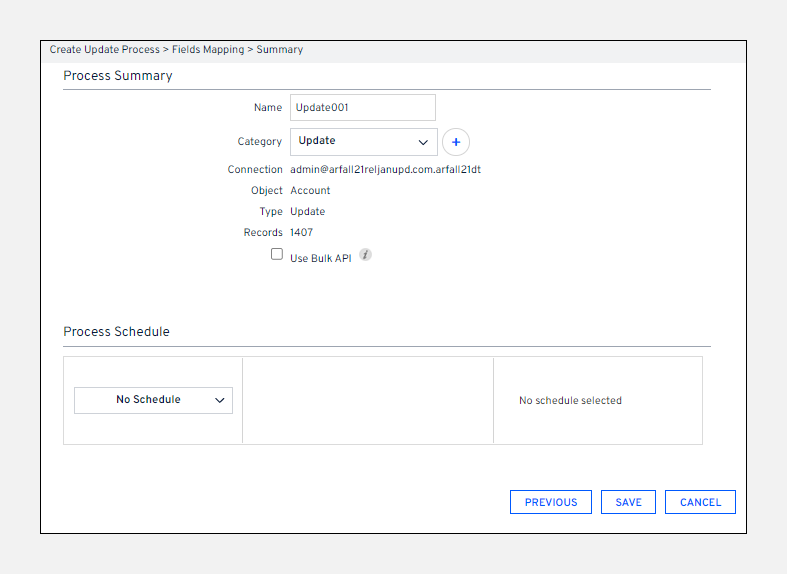 Create Update Process > Fields Mapping > Summary
Process Summary
Name Update001
Category Update +
Connection admin@arfall21reljanupd.com.arfall21dt
Object Account
Type Update
Records 1407
Use Bulk API i
Process Schedule
No Schedule No schedule selected
PREVIOUS SAVE CANCEL